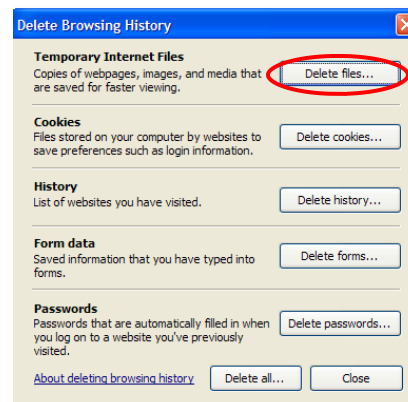 Delete Browsing History
Temporary Internet Files
Copies of webpages, images, and media that
are saved for faster viewing.
Delete files...
Cookies
Files stored on your computer by websites to
save preferences such as login information.
Delete cookies...
History
List of websites you have visited.
Delete history...
Form data
Saved information that you have typed into
forms.
Delete forms...
Passwords
Passwords that are automatically filled in when
you log on to a website you've previously
visited.
Delete passwords...
About deleting browsing history
Delete all...
Close